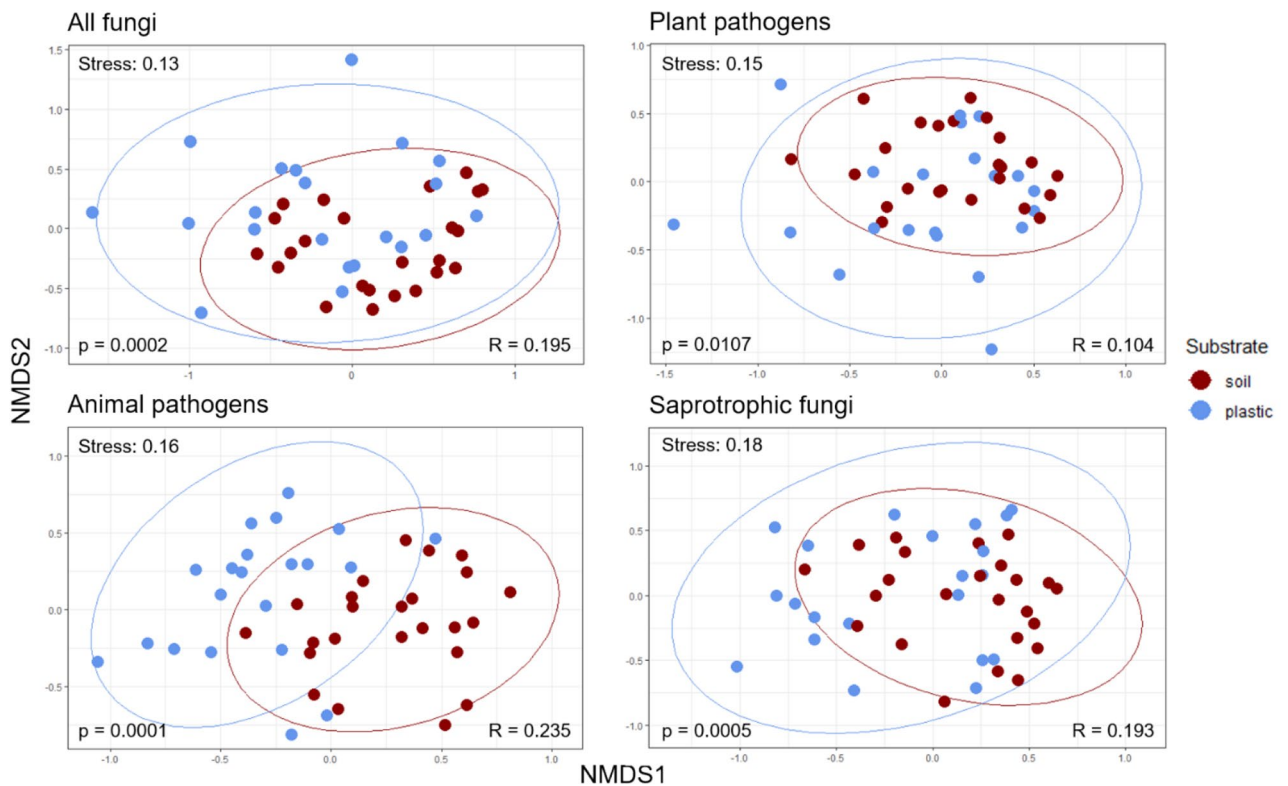 All fungi
Stress: 0.13
1.5
1.0
0.5
0.0
-0.5
-1.0
p = 0.0002
R = 0.195
-1
0
1
Plant pathogens
Stress: 0.15
1.0
0.5
0.0
-0.5
-1.0
p = 0.0107
R = 0.104
-1.5
-1.0
-0.5
0.0
0.5
1.0
NMDS2
Animal pathogens
Stress: 0.16
1.0
0.5
0.0
-0.5
p = 0.0001
R = 0.235
-1.0
-0.5
0.0
0.5
1.0
Saprotrophic fungi
Stress: 0.18
1.0
0.5
0.0
-0.5
-1.0
p = 0.0005
R = 0.193
-1.0
-0.5
0.0
0.5
1.0
NMDS1
Substrate
soil
plastic